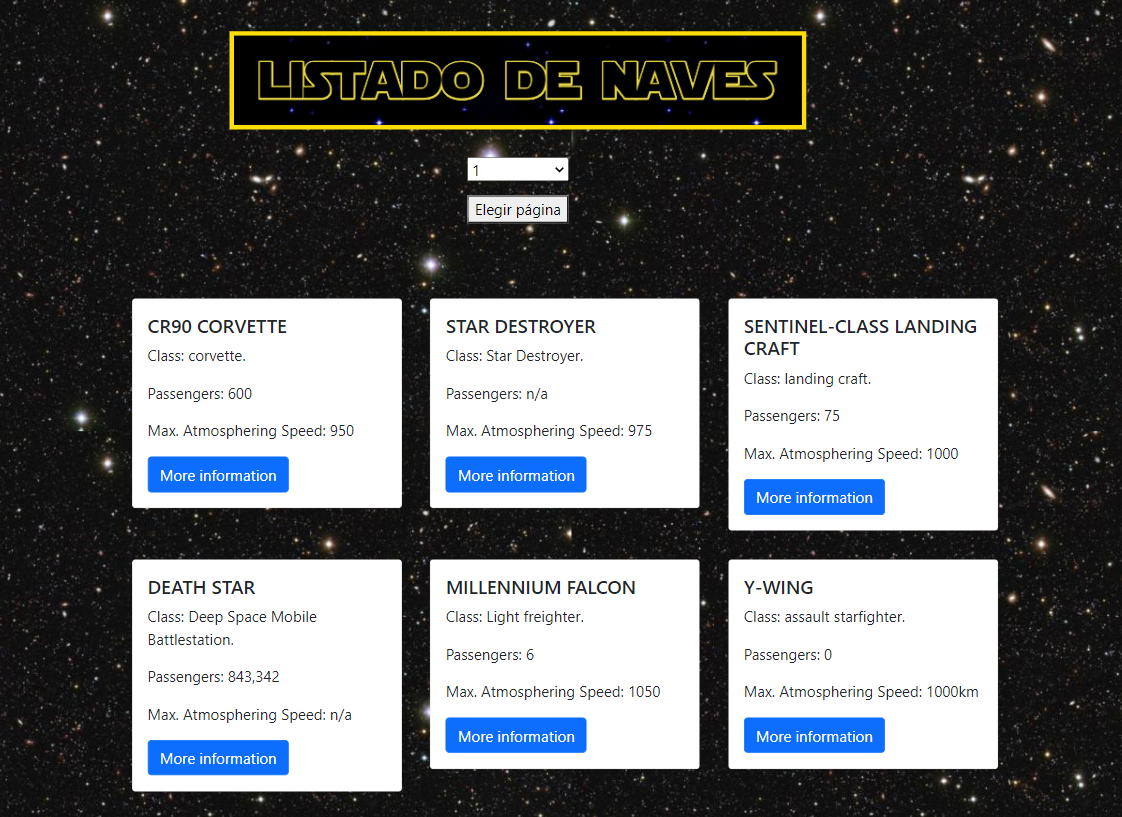 LISTADO DE NAVES
1
Elegir página
CR90 CORVETTE
Class: corvette.
Passengers: 600
Max. Atmosphering Speed: 950
More information
STAR DESTROYER
Class: Star Destroyer.
Passengers: n/a
Max. Atmosphering Speed: 975
More information
SENTINEL-CLASS LANDING
CRAFT
Class: landing craft.
Passengers: 75
Max. Atmosphering Speed: 1000
More information
DEATH STAR
Class: Deep Space Mobile
Battlestation.
Passengers: 843,342
Max. Atmosphering Speed: n/a
More information
MILLENNIUM FALCON
Class: Light freighter.
Passengers: 6
Max. Atmosphering Speed: 1050
More information
Y-WING
Class: assault starfighter.
Passengers: 0
Max. Atmosphering Speed: 1000km
More information